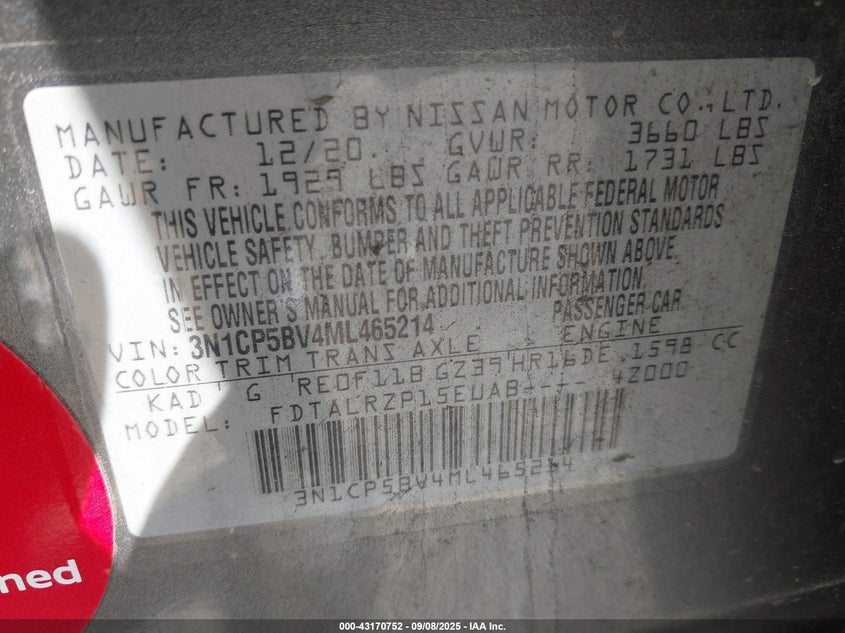 MANUFACTURED BY NISSAN MOTOR CO., LTD.
DATE: 12/20 GVWR: 3660 LBS
GAWR FR: 1929 LBS GAWR RR: 1731 LBS
THIS VEHICLE CONFORMS TO ALL APPLICABLE FEDERAL MOTOR
VEHICLE SAFETY, BUMPER AND THEFT PREVENTION STANDARDS
IN EFFECT ON THE DATE OF MANUFACTURE SHOWN ABOVE.
SEE OWNER'S MANUAL FOR ADDITIONAL INFORMATION.
VIN: 3N1CP5BV4ML465214 PASSENGER CAR
COLOR TRIM TRANS AXLE ENGINE
KAD G RE0F11B GZ39 HR16DE 1598 CC
MODEL: FDTALRZP15EUAB---- 4Z000
3N1CP5BV4ML465214
med
000-43170752 | 09/08/2025 - IAA Inc.